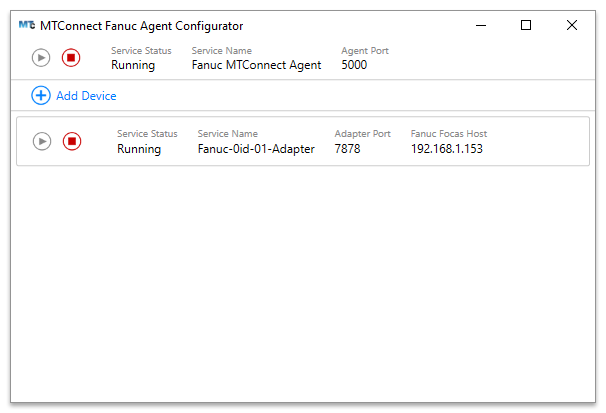 MT MTConnect Fanuc Agent Configurator
Service Status Service Name Agent Port
Running Fanuc MTConnect Agent 5000
Add Device
Service Status Service Name Adapter Port Fanuc Focas Host
Running Fanuc-0id-01-Adapter 7878 192.168.1.153